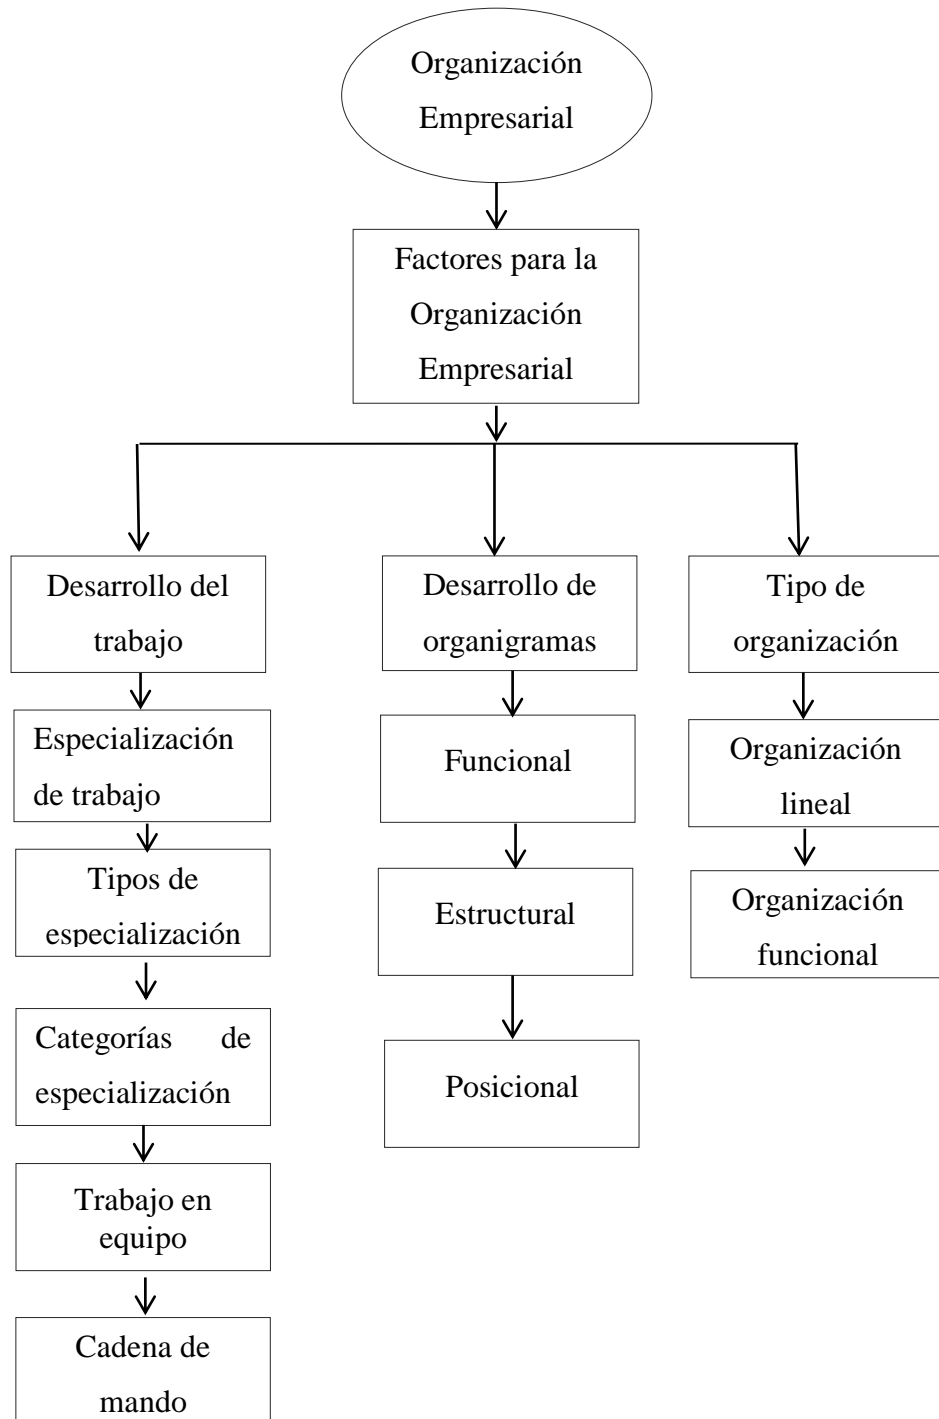 Organización
Empresarial
Factores para la
Organización
Empresarial
Desarrollo del
trabajo
Especialización
de trabajo
Tipos de
especialización
Categorías de
especialización
Trabajo en
equipo
Cadena de
mando
Desarrollo de
organigramas
Funcional
Estructural
Posicional
Tipo de
organización
Organización
lineal
Organización
funcional